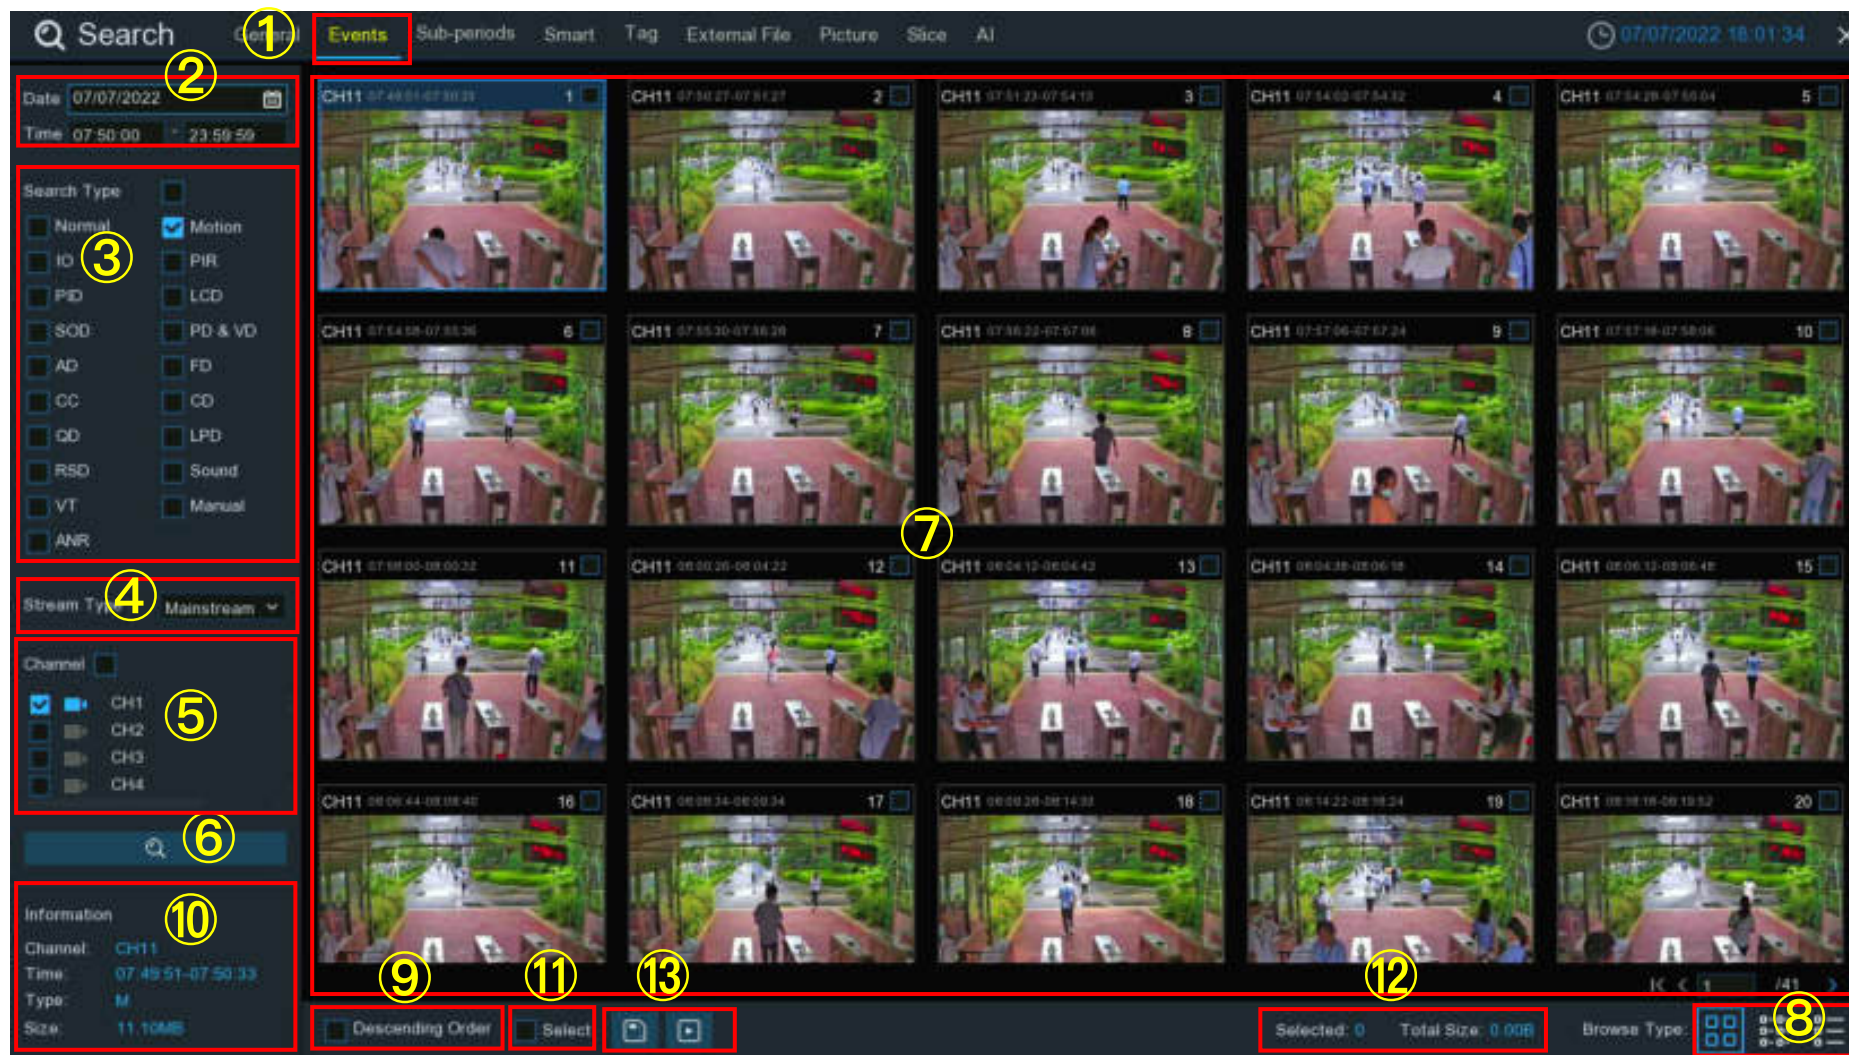 Search General Events Sub-periods Smart Tag External File Picture Slice AI 07/07/2022 18:01:34
①
②
Date 07/07/2022
Time 07:50:00 - 23:59:59
Search Type
Normal Motion
③
IO PIR
PID LCD
SOD PD & VD
AD FD
CC CD
QD LPD
RSD Sound
VT Manual
ANR
④
Stream Type Mainstream
Channel
⑤
CH1
CH2
CH3
CH4
⑥
⑩
Information
Channel: CH11
Time: 07:49:51-07:50:33
Type: M
Size: 11.10MB
CH11 1
CH11 2
CH11 3
CH11 4
CH11 5
CH11 6
CH11 7
CH11 8
CH11 9
CH11 10
⑦
CH11 11
CH11 12
CH11 13
CH11 14
CH11 15
CH11 16
CH11 17
CH11 18
CH11 19
CH11 20
1 /41
⑨ ⑪ ⑬ ⑫ ⑧
Descending Order Select Selected: 0 Total Size: 0.00B Browse Type: